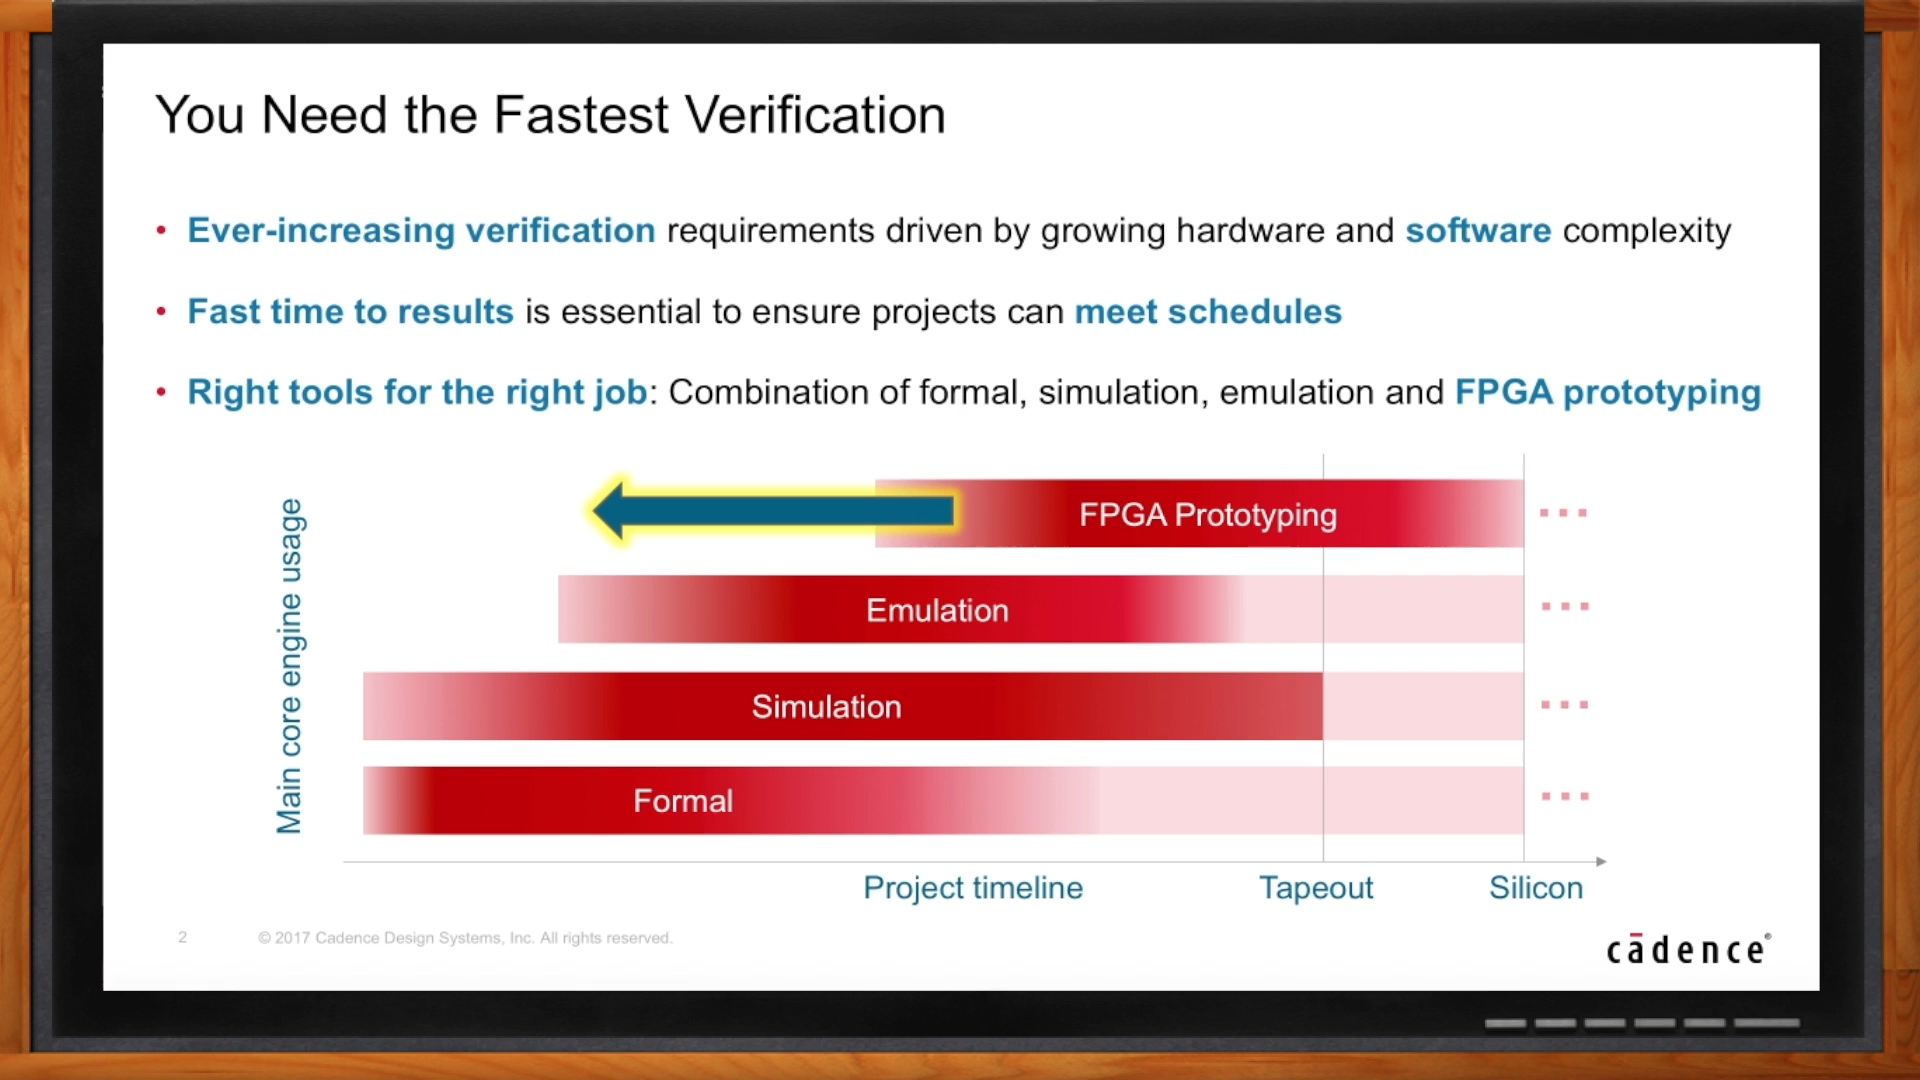 You Need the Fastest Verification
• Ever-increasing verification requirements driven by growing hardware and software complexity
• Fast time to results is essential to ensure projects can meet schedules
• Right tools for the right job: Combination of formal, simulation, emulation and FPGA prototyping
Main core engine usage
FPGA Prototyping
Emulation
Simulation
Formal
Project timeline
Tapeout
Silicon
2
© 2017 Cadence Design Systems, Inc. All rights reserved.
cādence®